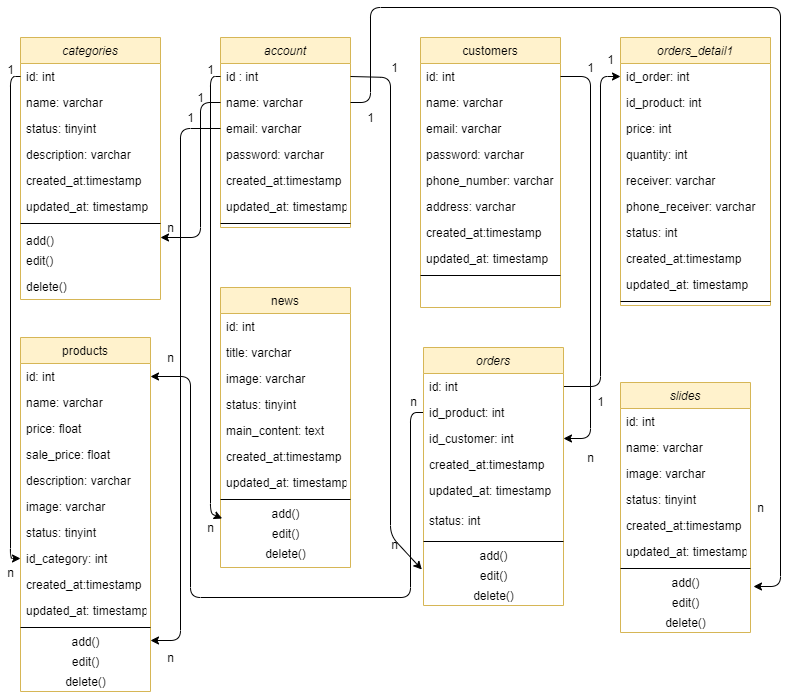 categories
id: int
name: varchar
status: tinyint
description: varchar
created_at:timestamp
updated_at: timestamp
add()
edit()
delete()
account
id : int
name: varchar
email: varchar
password: varchar
created_at:timestamp
updated_at: timestamp
customers
id: int
name: varchar
email: varchar
password: varchar
phone_number: varchar
address: varchar
created_at:timestamp
updated_at: timestamp
orders_detail1
id_order: int
id_product: int
price: int
quantity: int
receiver: varchar
phone_receiver: varchar
status: int
created_at:timestamp
updated_at: timestamp
products
id: int
name: varchar
price: float
sale_price: float
description: varchar
image: varchar
status: tinyint
id_category: int
created_at:timestamp
updated_at: timestamp
add()
edit()
delete()
news
id: int
title: varchar
image: varchar
status: tinyint
main_content: text
created_at:timestamp
updated_at: timestamp
add()
edit()
delete()
orders
id: int
id_product: int
id_customer: int
created_at:timestamp
updated_at: timestamp
status: int
add()
edit()
delete()
slides
id: int
name: varchar
image: varchar
status: tinyint
created_at:timestamp
updated_at: timestamp
add()
edit()
delete()
1
1
1
1
1
1
1
1
1
n
n
n
n
n
n
n
n
n